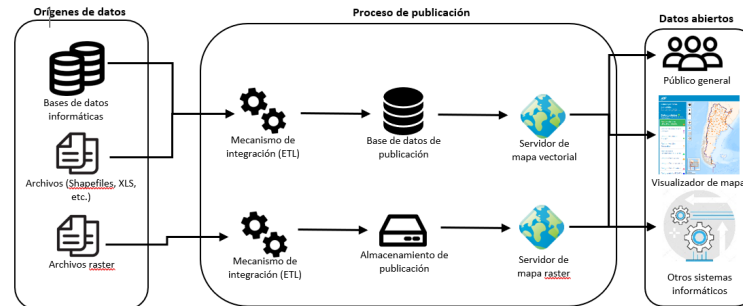 Orígenes de datos
Proceso de publicación
Datos abiertos
Bases de datos
informáticas
Archivos (Shapefiles, XLS,
etc.)
Archivos raster
Mecanismo de
integración (ETL)
Base de datos de
publicación
Servidor de
mapa vectorial
Mecanismo de
integración (ETL)
Almacenamiento de
publicación
Servidor de
mapa raster
Público general
Visualizador de mapa
Otros sistemas
informáticos